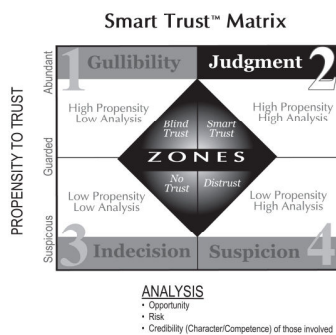 Smart Trust™ Matrix
PROPENSITY TO TRUST
Abundant
Guarded
Suspicous
1 Gullibility
Judgment 2
High Propensity
Low Analysis
High Propensity
High Analysis
Blind
Trust
Smart
Trust
ZONES
No
Trust
Distrust
Low Propensity
Low Analysis
Low Propensity
High Analysis
3 Indecision
Suspicion 4
ANALYSIS
• Opportunity
• Risk
• Credibility (Character/Competence) of those involved